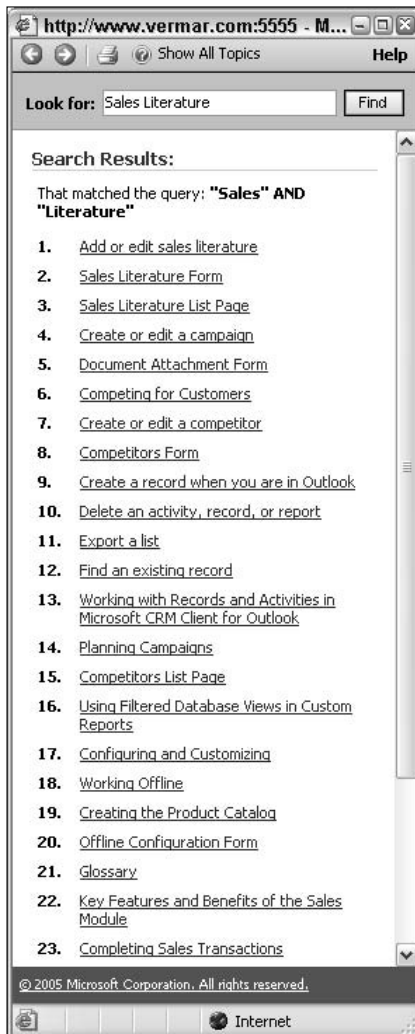 http://www.vermar.com:5555 - M...
Show All Topics
Help
Look for: Sales Literature Find
Search Results:
That matched the query: "Sales" AND
"Literature"
1. Add or edit sales literature
2. Sales Literature Form
3. Sales Literature List Page
4. Create or edit a campaign
5. Document Attachment Form
6. Competing for Customers
7. Create or edit a competitor
8. Competitors Form
9. Create a record when you are in Outlook
10. Delete an activity, record, or report
11. Export a list
12. Find an existing record
13. Working with Records and Activities in
Microsoft CRM Client for Outlook
14. Planning Campaigns
15. Competitors List Page
16. Using Filtered Database Views in Custom
Reports
17. Configuring and Customizing
18. Working Offline
19. Creating the Product Catalog
20. Offline Configuration Form
21. Glossary
22. Key Features and Benefits of the Sales
Module
23. Completing Sales Transactions
© 2005 Microsoft Corporation. All rights reserved.
Internet